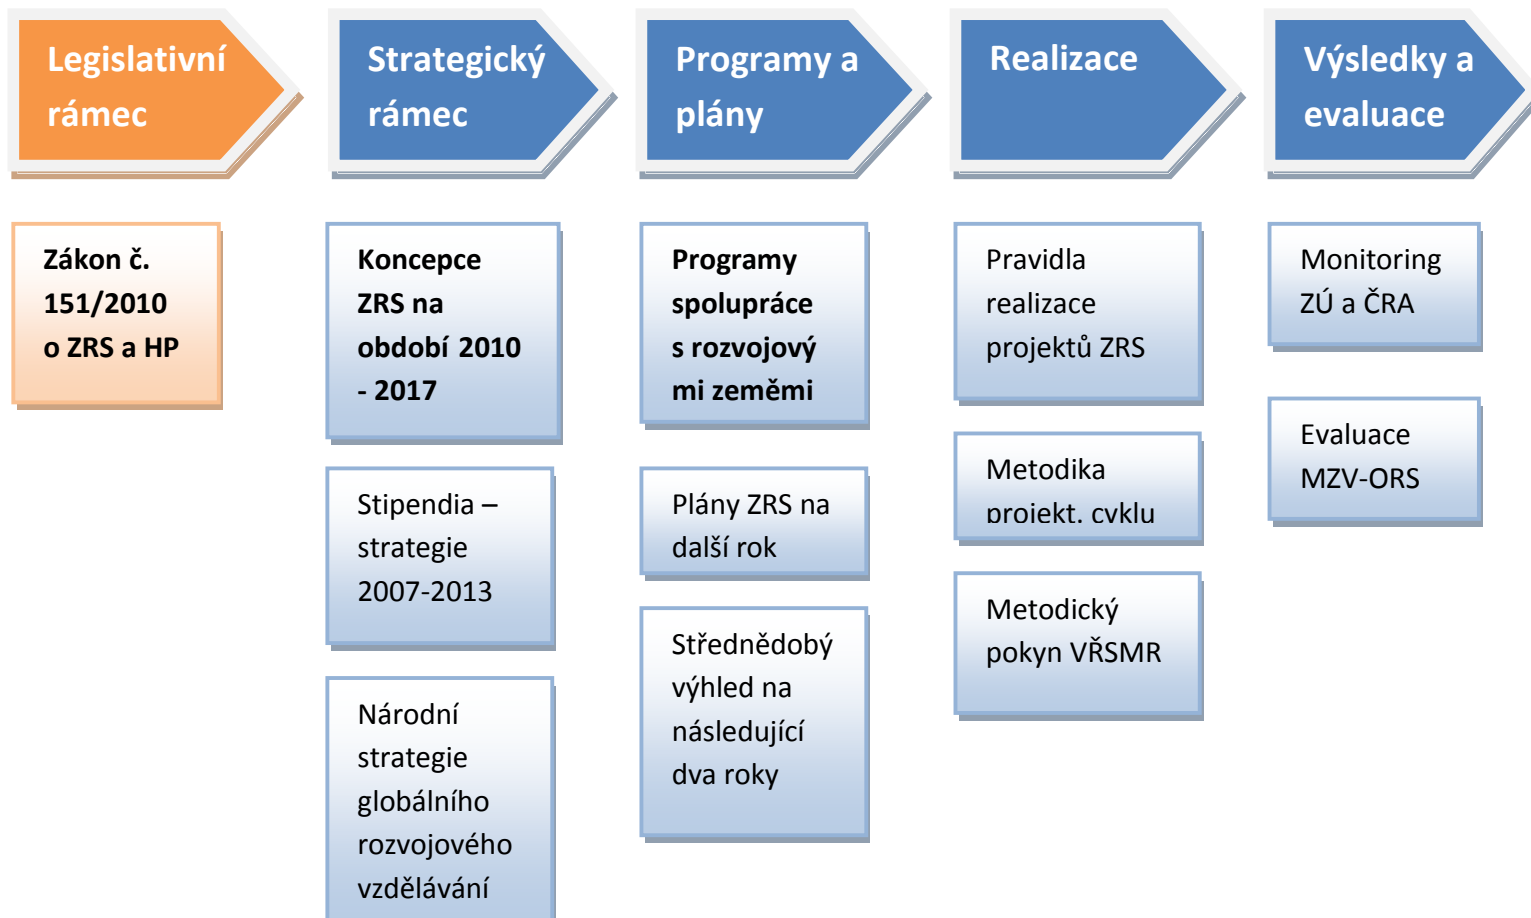 Legislativní
rámec
Strategický
rámec
Programy a
plány
Realizace
Výsledky a
evaluace
Zákon č.
151/2010
o ZRS a HP
Koncepce
ZRS na
období 2010
- 2017
Stipendia –
strategie
2007-2013
Národní
strategie
globálního
rozvojového
vzdělávání
Programy
spolupráce
s rozvojový
mi zeměmi
Plány ZRS na
další rok
Střednědobý
výhled na
následující
dva roky
Pravidla
realizace
projektů ZRS
Metodika
projekt. cyklu
Metodický
pokyn VŘSMR
Monitoring
ZÚ a ČRA
Evaluace
MZV-ORS